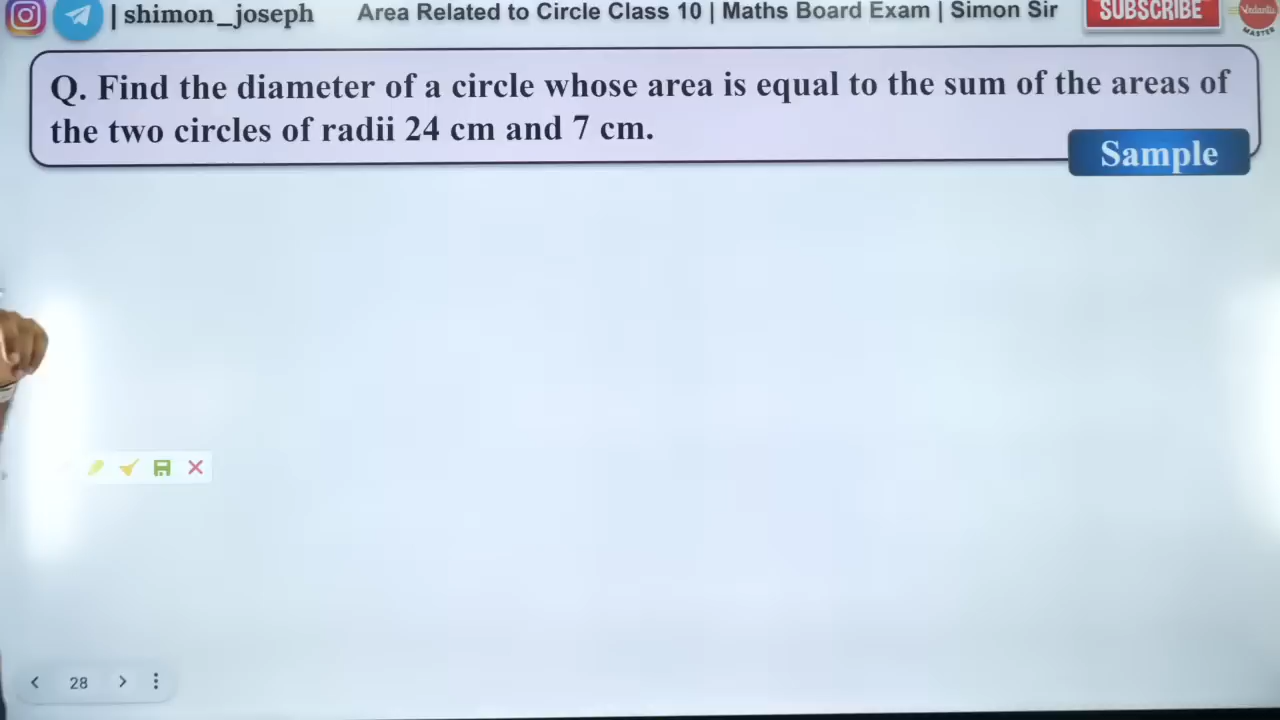 | shimon_joseph Area Related to Circle Class 10 | Maths Board Exam | Simon Sir SUBSCRIBE Vedantu
MASTER
Q. Find the diameter of a circle whose area is equal to the sum of the areas of
the two circles of radii 24 cm and 7 cm.
Sample
28